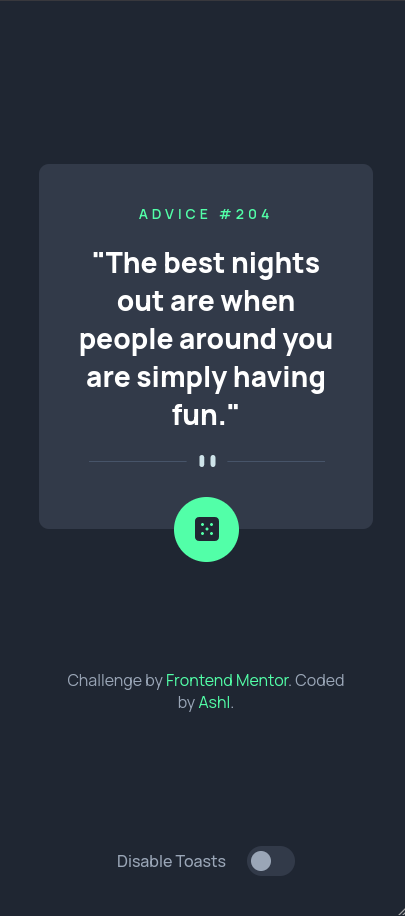 ADVICE #204
"The best nights
out are when
people around you
are simply having
fun."
Challenge by Frontend Mentor. Coded
by Ashl.
Disable Toasts